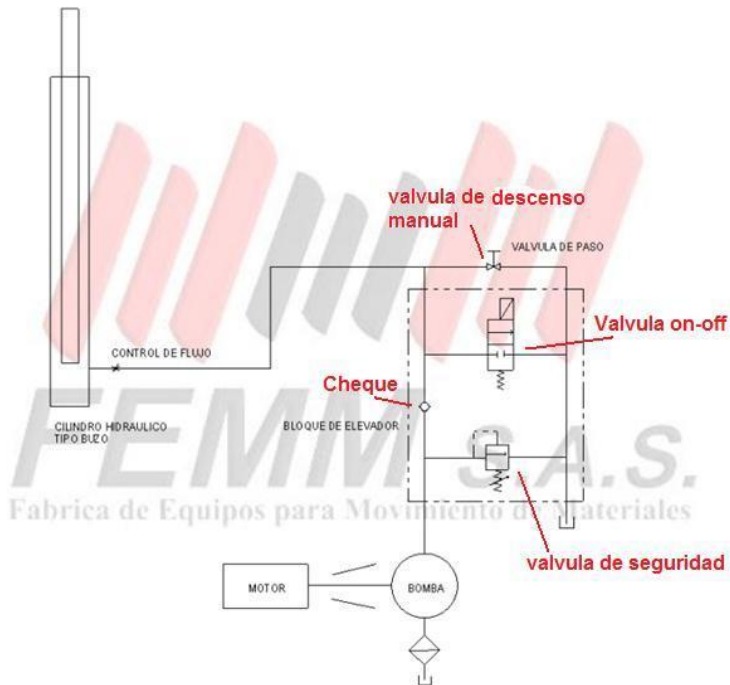 valvula de descenso
manual
VALVULA DE PASO
Valvula on-off
CONTROL DE FLUJO
Cheque
CILINDRO HIDRAULICO
TIPO BUZO
BLOQUE DE ELEVADOR
FEMM S.A.S.
Fabrica de Equipos para Movimiento de Materiales
valvula de seguridad
MOTOR
BOMBA